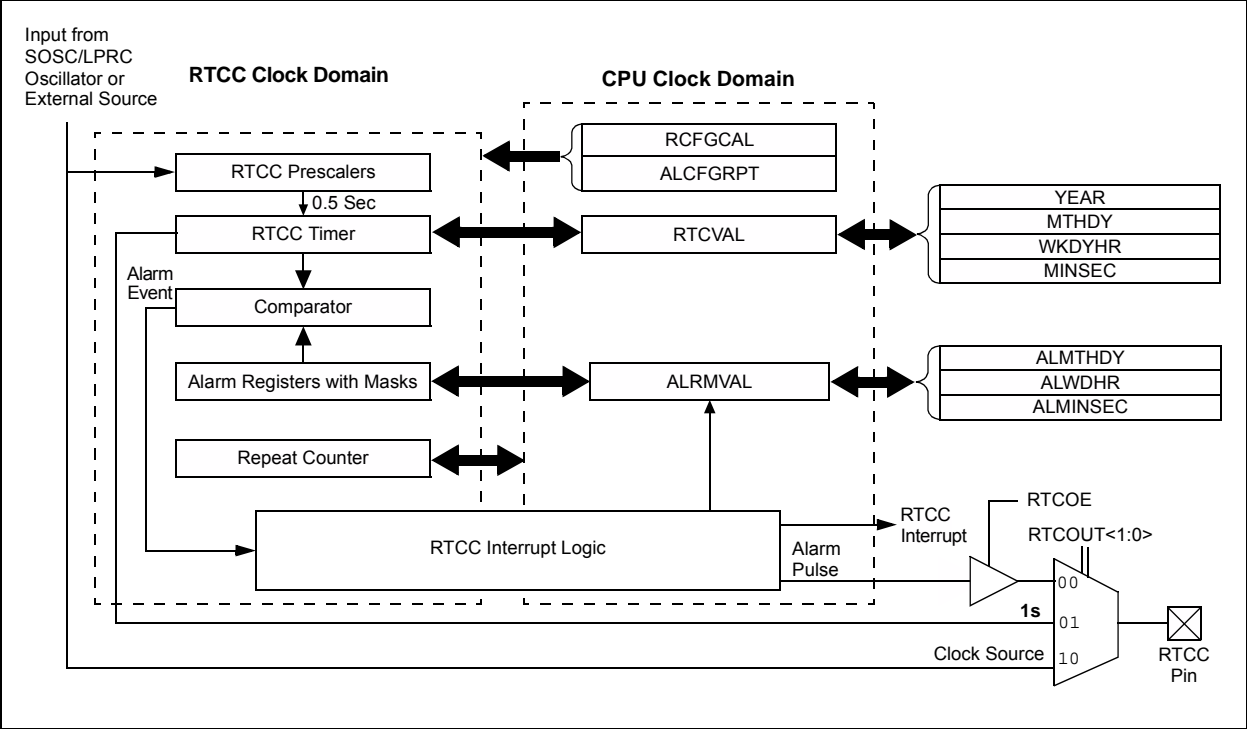 Input from
SOSC/LPRC
Oscillator or
External Source
RTCC Clock Domain
CPU Clock Domain
RCFGCAL
ALCFGRPT
RTCC Prescalers
0.5 Sec
RTCC Timer
RTCVAL
YEAR
MTHDY
WKDYHR
MINSEC
Alarm
Event
Comparator
Alarm Registers with Masks
ALRMVAL
ALMTHDY
ALWDHR
ALMINSEC
Repeat Counter
RTCC Interrupt Logic
RTCC
Interrupt
Alarm
Pulse
RTCOE
RTCOUT<1:0>
00
1s
01
Clock Source
10
RTCC
Pin